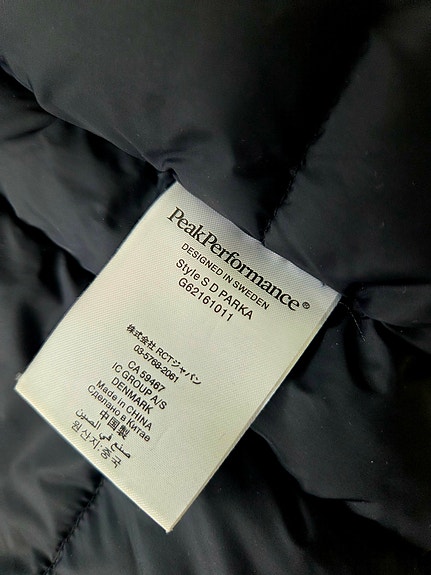 PeakPerformance®
DESIGNED IN SWEDEN
Style S D PARKA
G62161011
株式会社 RCTジャパン
03-5768-2061
CA 59467
IC GROUP A/S
DENMARK
Made in CHINA
Сделано в Китае
中国製
صنع في الصين
원산지:중국